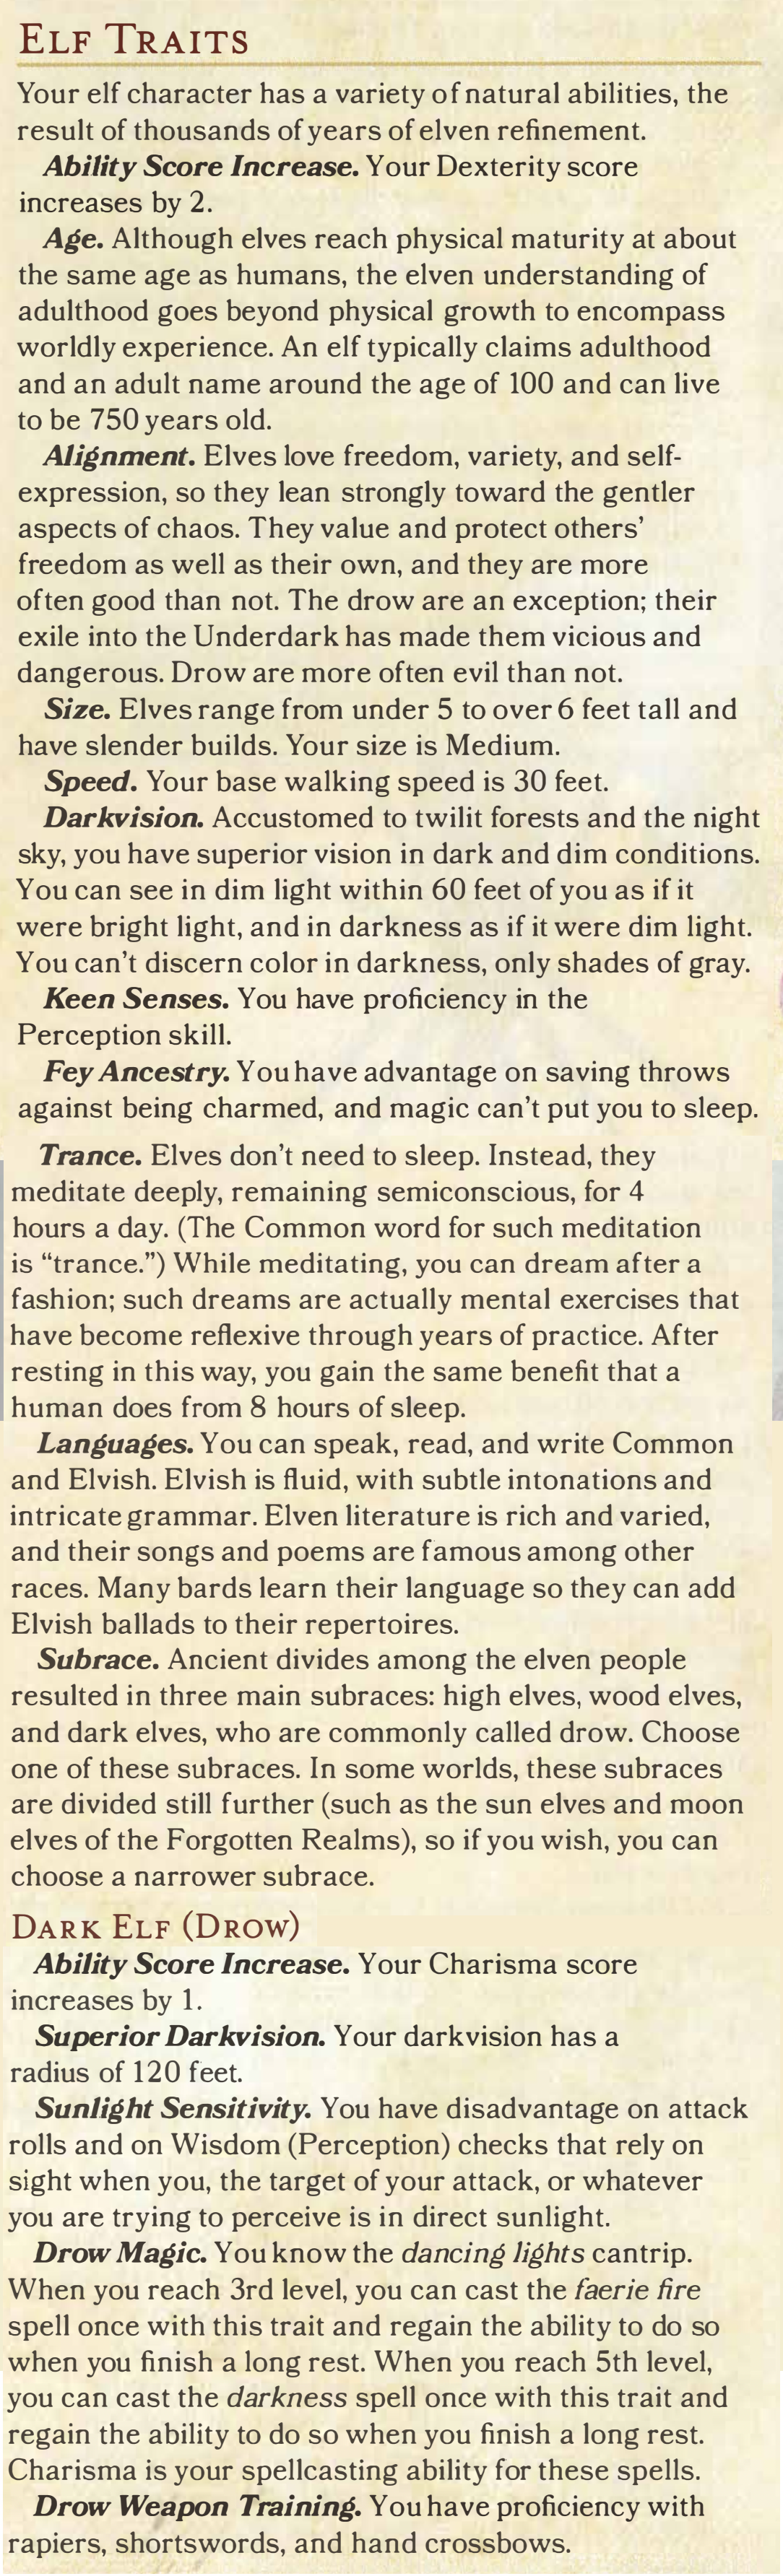 ELF TRAITS
Your elf character has a variety of natural abilities, the
result of thousands of years of elven refinement.
Ability Score Increase. Your Dexterity score
increases by 2.
Age. Although elves reach physical maturity at about
the same age as humans, the elven understanding of
adulthood goes beyond physical growth to encompass
worldly experience. An elf typically claims adulthood
and an adult name around the age of 100 and can live
to be 750 years old.
Alignment. Elves love freedom, variety, and self-
expression, so they lean strongly toward the gentler
aspects of chaos. They value and protect others'
freedom as well as their own, and they are more
often good than not. The drow are an exception; their
exile into the Underdark has made them vicious and
dangerous. Drow are more often evil than not.
Size. Elves range from under 5 to over 6 feet tall and
have slender builds. Your size is Medium.
Speed. Your base walking speed is 30 feet.
Darkvision. Accustomed to twilit forests and the night
sky, you have superior vision in dark and dim conditions.
You can see in dim light within 60 feet of you as if it
were bright light, and in darkness as if it were dim light.
You can't discern color in darkness, only shades of gray.
Keen Senses. You have proficiency in the
Perception skill.
Fey Ancestry. You have advantage on saving throws
against being charmed, and magic can't put you to sleep.
Trance. Elves don't need to sleep. Instead, they
meditate deeply, remaining semiconscious, for 4
hours a day. (The Common word for such meditation
is “trance.”) While meditating, you can dream after a
fashion; such dreams are actually mental exercises that
have become reflexive through years of practice. After
resting in this way, you gain the same benefit that a
human does from 8 hours of sleep.
Languages. You can speak, read, and write Common
and Elvish. Elvish is fluid, with subtle intonations and
intricate grammar. Elven literature is rich and varied,
and their songs and poems are famous among other
races. Many bards learn their language so they can add
Elvish ballads to their repertoires.
Subrace. Ancient divides among the elven people
resulted in three main subraces: high elves, wood elves,
and dark elves, who are commonly called drow. Choose
one of these subraces. In some worlds, these subraces
are divided still further (such as the sun elves and moon
elves of the Forgotten Realms), so if you wish, you can
choose a narrower subrace.
DARK ELF (DROW)
Ability Score Increase. Your Charisma score
increases by 1.
Superior Darkvision. Your darkvision has a
radius of 120 feet.
Sunlight Sensitivity. You have disadvantage on attack
rolls and on Wisdom (Perception) checks that rely on
sight when you, the target of your attack, or whatever
you are trying to perceive is in direct sunlight.
Drow Magic. You know the dancing lights cantrip.
When you reach 3rd level, you can cast the faerie fire
spell once with this trait and regain the ability to do so
when you finish a long rest. When you reach 5th level,
you can cast the darkness spell once with this trait and
regain the ability to do so when you finish a long rest.
Charisma is your spellcasting ability for these spells.
Drow Weapon Training. You have proficiency with
rapiers, shortswords, and hand crossbows.